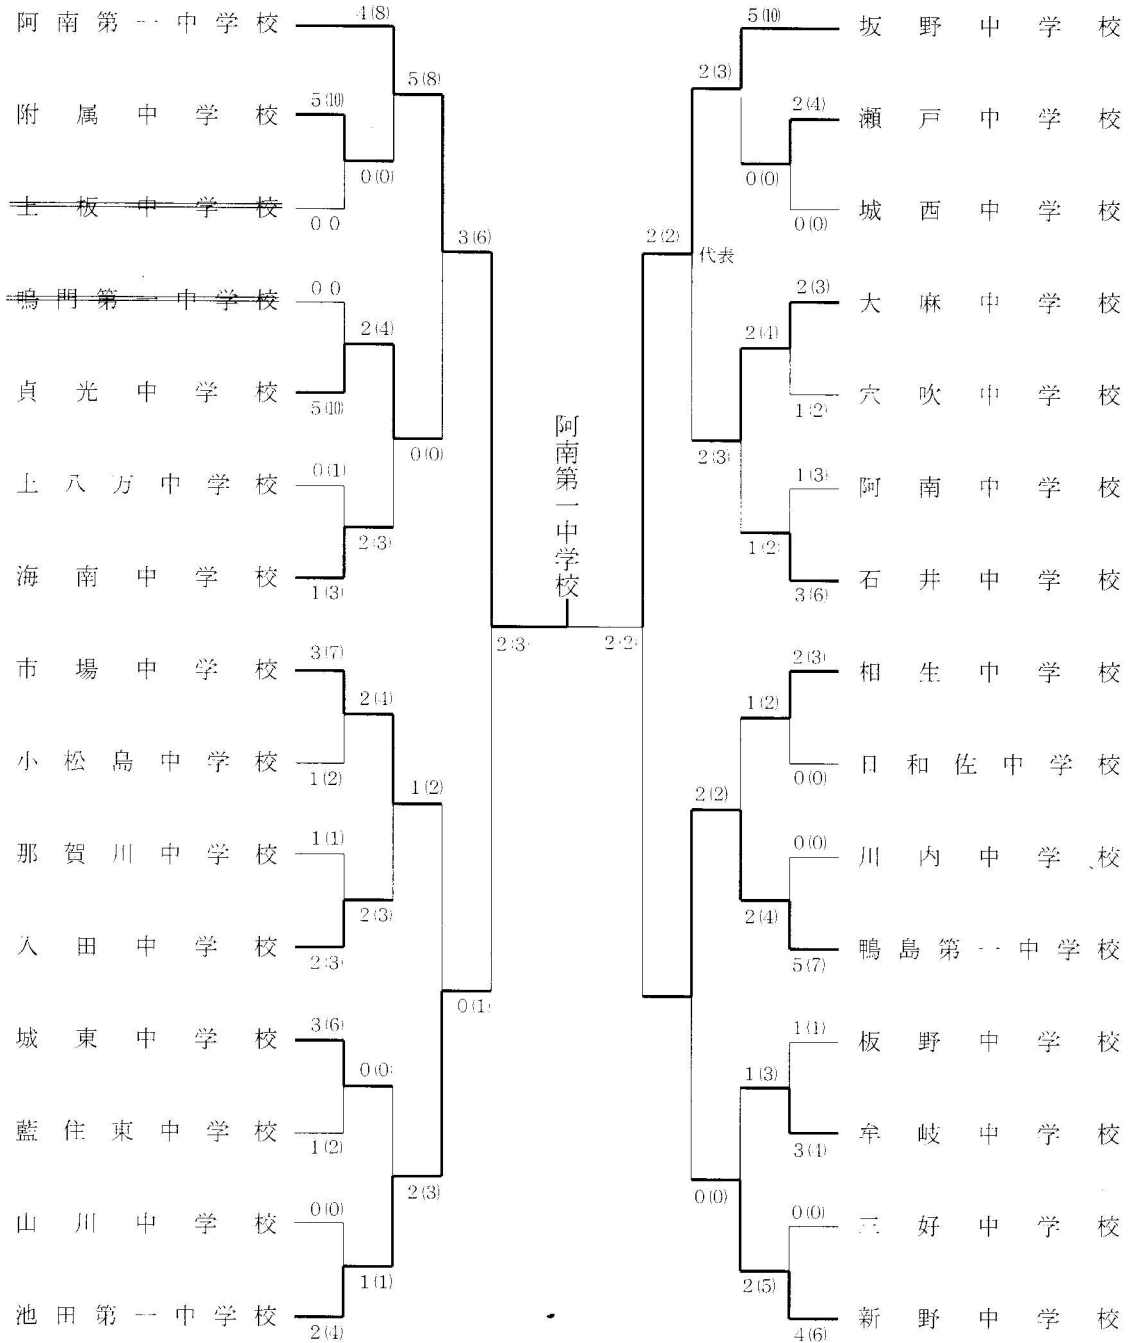 阿南第一中学校
4(8)
5(8)
附属中学校
5(10)
0(0)
上板中学校
0 0
3(6)
鳴門第一中学校
0 0
2(4)
貞光中学校
5(10)
0(0)
上八万中学校
0(1)
2(3)
海南中学校
1(3)
2(3)
市場中学校
3(7)
2(4)
小松島中学校
1(2)
1(2)
那賀川中学校
1(1)
2(3)
入田中学校
2(3)
0(1)
城東中学校
3(6)
0(0)
藍住東中学校
1(2)
2(3)
山川中学校
0(0)
1(1)
池田第一中学校
2(4)
阿南第一中学校
坂野中学校
5(10)
2(3)
瀬戸中学校
2(4)
0(0)
城西中学校
0(0)
2(2)
代表
大麻中学校
2(3)
2(4)
穴吹中学校
1(2)
2(3)
阿南中学校
1(3)
1(2)
石井中学校
3(6)
2(2)
相生中学校
2(3)
1(2)
日和佐中学校
0(0)
2(2)
川内中学校
0(0)
2(4)
鴨島第一中学校
5(7)
板野中学校
1(1)
1(3)
牟岐中学校
3(4)
0(0)
三好中学校
0(0)
2(5)
新野中学校
4(6)